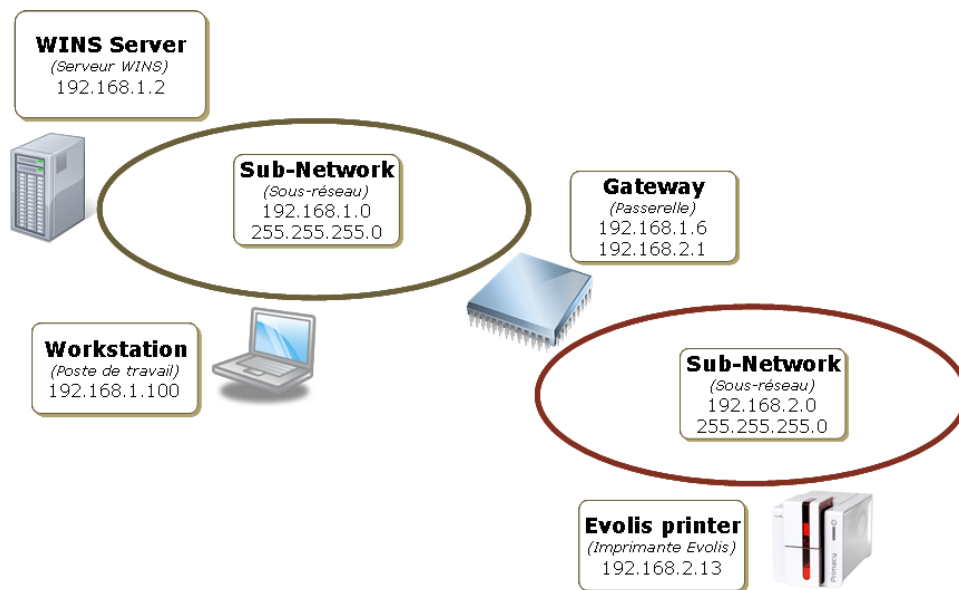 WINS Server
(Serveur WINS)
192.168.1.2
Sub-Network
(Sous-réseau)
192.168.1.0
255.255.255.0
Gateway
(Passerelle)
192.168.1.6
192.168.2.1
Workstation
(Poste de travail)
192.168.1.100
Sub-Network
(Sous-réseau)
192.168.2.0
255.255.255.0
Evolis printer
(Imprimante Evolis)
192.168.2.13
Primacy